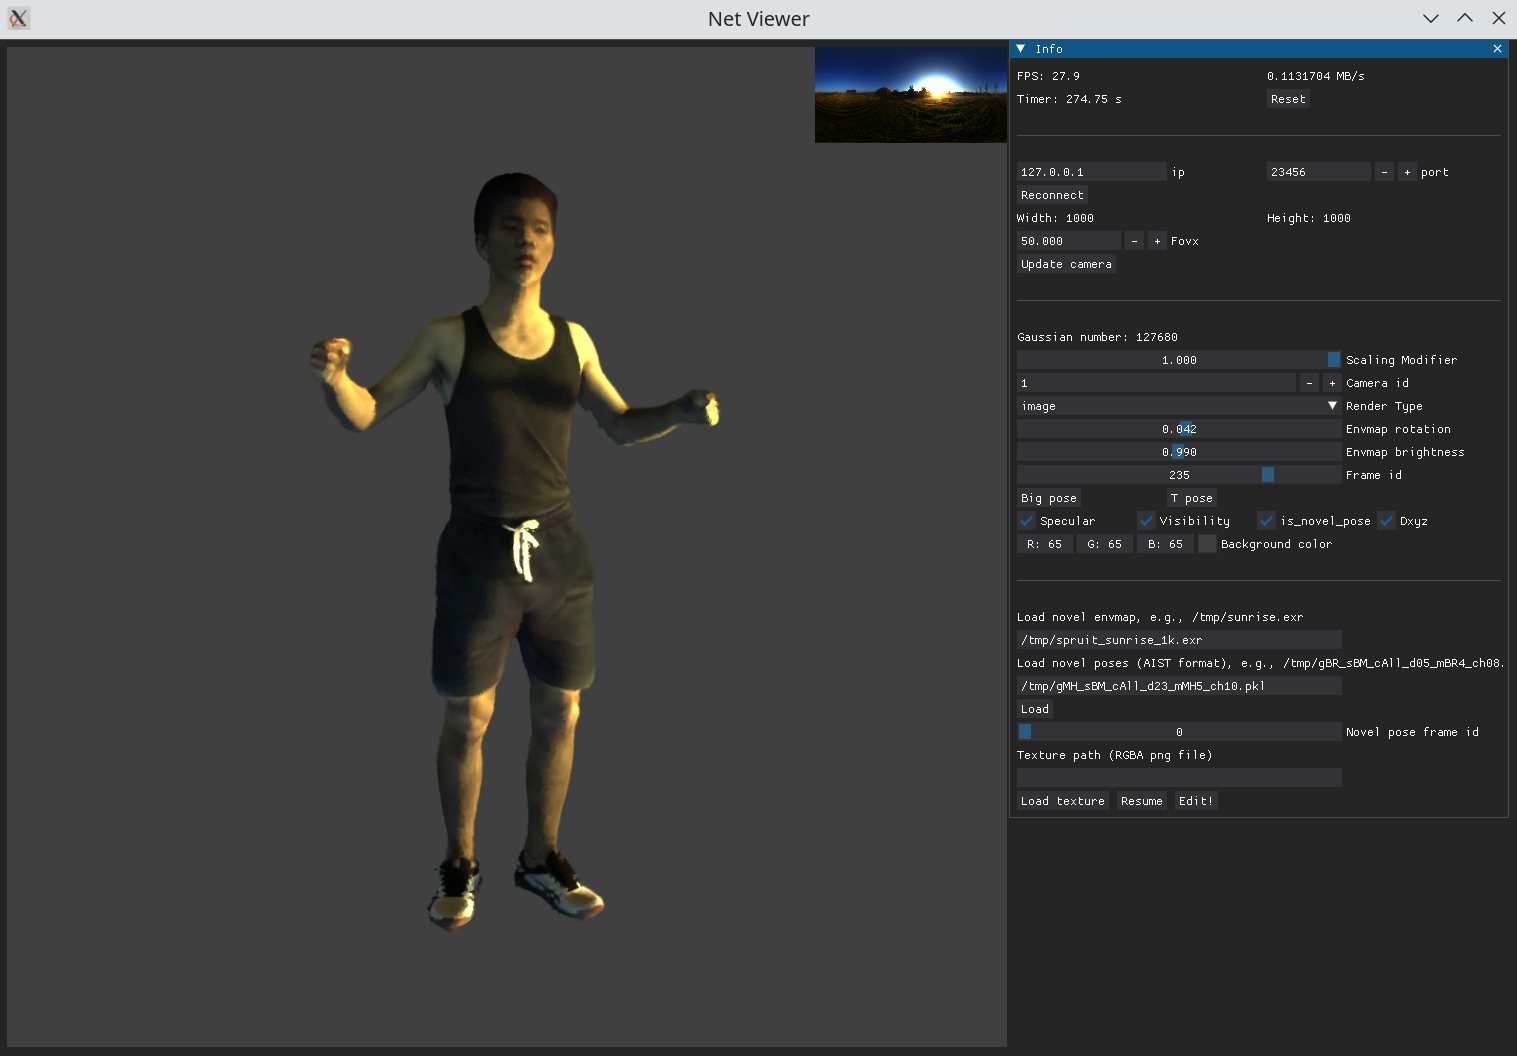 Net Viewer
Info
FPS: 27.9 0.1131704 MB/s
Timer: 274.75 s Reset
127.0.0.1 ip 23456 - + port
Reconnect
Width: 1000 Height: 1000
50.000 - + Fovx
Update camera
Gaussian number: 127680
1.000 Scaling Modifier
1 - + Camera id
image Render Type
0.042 Envmap rotation
0.990 Envmap brightness
235 Frame id
Big pose T pose
Specular Visibility is_novel_pose Dxyz
R: 65 G: 65 B: 65 Background color
Load novel envmap, e.g., /tmp/sunrise.exr
/tmp/spruit_sunrise_1k.exr
Load novel poses (AIST format), e.g., /tmp/gBR_sBM_cAll_d05_mBR4_ch08.
/tmp/gMH_sBM_cAll_d23_mMH5_ch10.pkl
Load
0 Novel pose frame id
Texture path (RGBA png file)
Load texture Resume Edit!